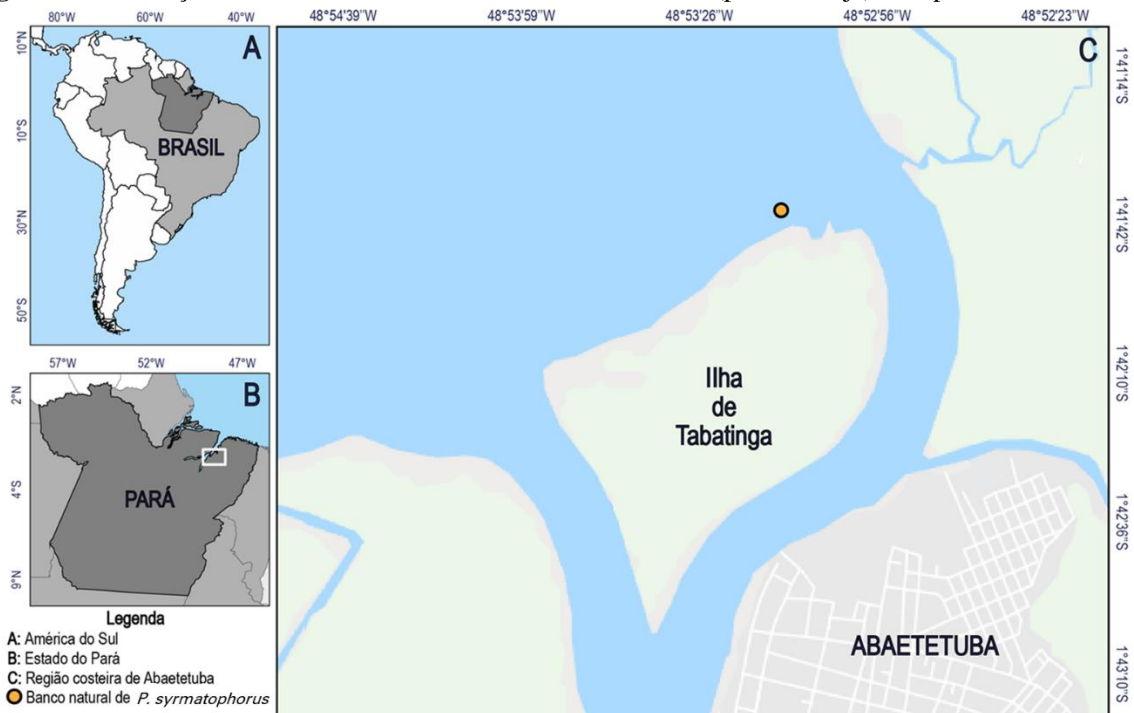 48°54'39"W 48°53'59"W 48°53'26"W 48°52'56"W 48°52'23"W
80°W 60°W 40°W
A
10°N
10°S
30°N
50°S
BRASIL
57°W 52°W 47°W
B
2°N
4°S
9°S
PARÁ
C
1°41'14"S
1°41'42"S
1°42'10"S
1°42'36"S
1°43'10"S
Ilha
de
Tabatinga
ABAETETUBA
Legenda
A: América do Sul
B: Estado do Pará
C: Região costeira de Abaetetuba
Banco natural de P. syrmatophorus